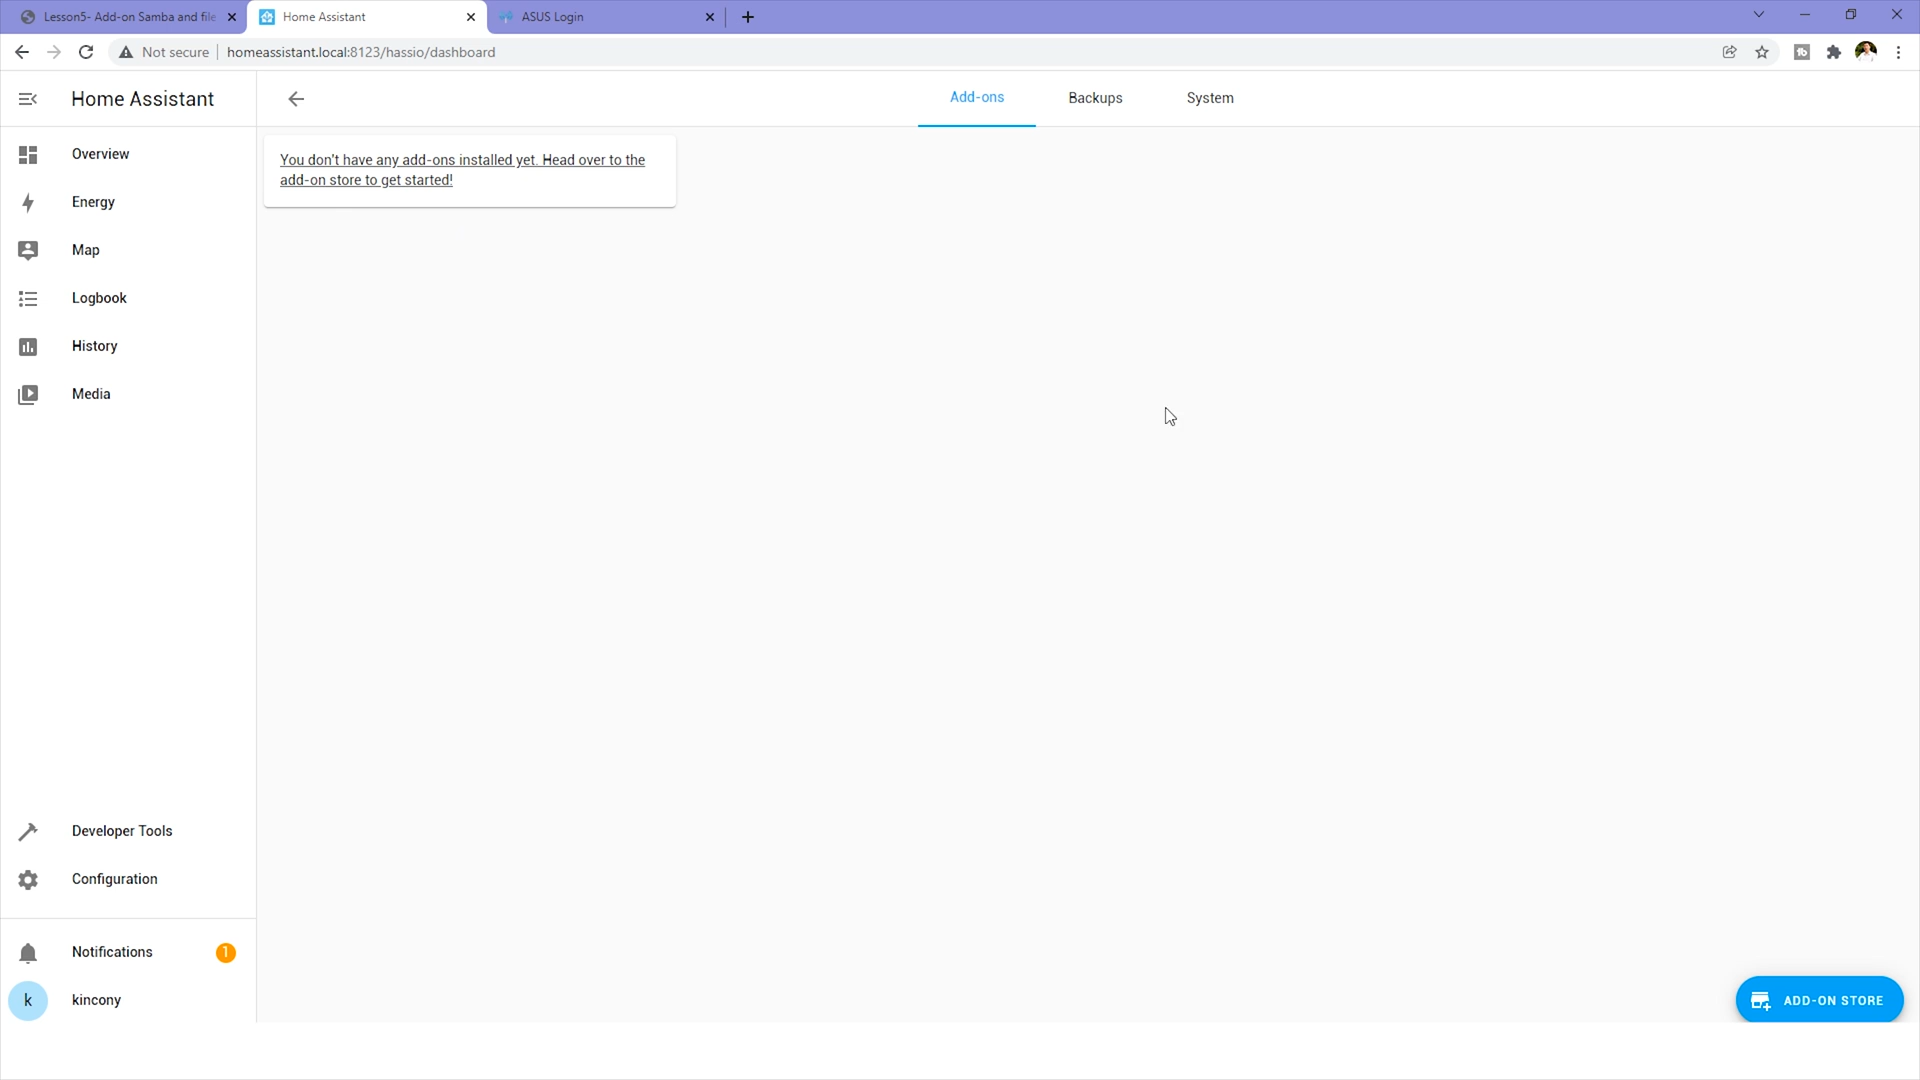 Lesson5- Add-on Samba and file
Home Assistant
ASUS Login
Not secure
homeassistant.local:8123/hassio/dashboard
Home Assistant
Add-ons
Backups
System
Overview
You don't have any add-ons installed yet. Head over to the
add-on store to get started!
Energy
Map
Logbook
History
Media
Developer Tools
Configuration
Notifications
1
k
kincony
ADD-ON STORE